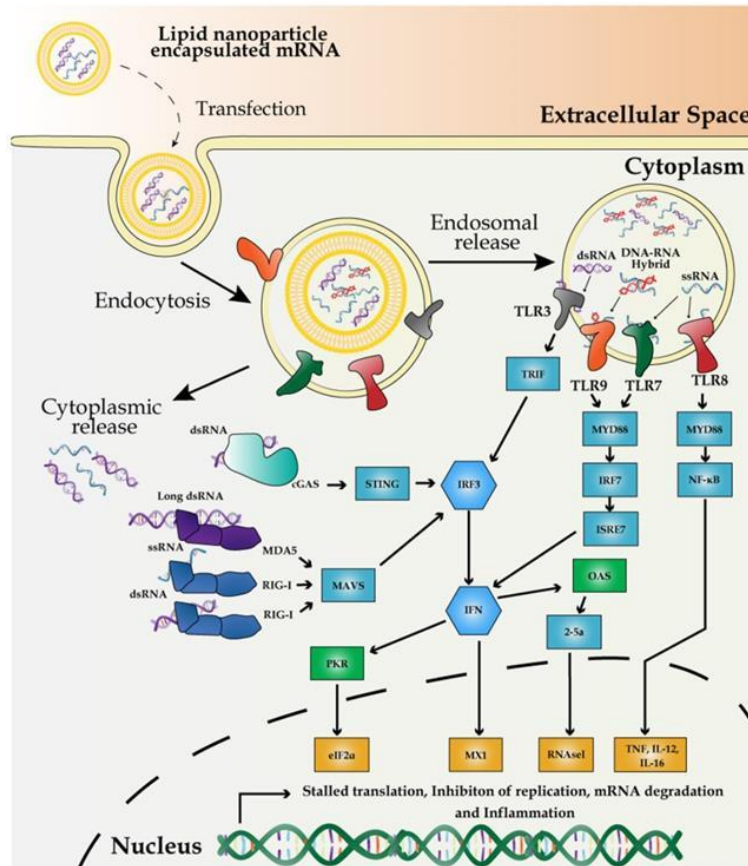 Lipid nanoparticle
encapsulated mRNA
Transfection
Extracellular Space
Cytoplasm
Endosomal
release
dsRNA
DNA-RNA
Hybrid
ssRNA
Endocytosis
TLR3
TLR9
TLR7
TLR8
TRIF
Cytoplasmic
release
MYD88
MYD88
dsRNA
cGAS
STING
IRF3
IRF7
NF-κB
Long dsRNA
ssRNA
MDA5
ISRE7
dsRNA
RIG-I
MAVS
OAS
RIG-I
IFN
2-5a
PKR
eIF2α
MX1
RNAseI
TNF, IL-12,
IL-16
Stalled translation, Inhibiton of replication, mRNA degradation
and Inflammation
Nucleus